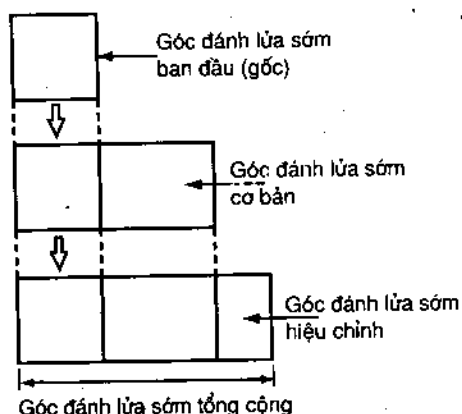 Góc đánh lửa sớm
ban đầu (gốc)
Góc đánh lửa sớm
cơ bản
Góc đánh lửa sớm
hiệu chỉnh
Góc đánh lửa sớm tổng cộng